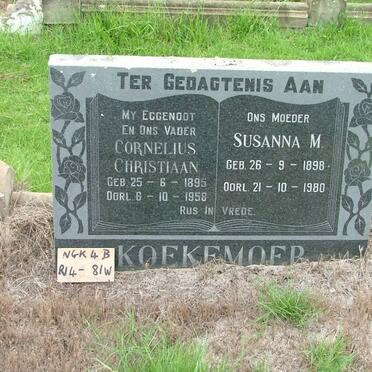 TER GEDAGTENIS AAN
MY EGGENOOT
EN ONS VADER
CORNELIUS
CHRISTIAAN
GEB. 25 - 6 - 1895
OORL. 6 - 10 - 1958
ONS MOEDER
SUSANNA M.
GEB. 26 - 9 - 1898
OORL. 21 - 10 - 1980
RUS IN VREDE.
KOEKEMOER
NGK 4 B
R14 - 81W